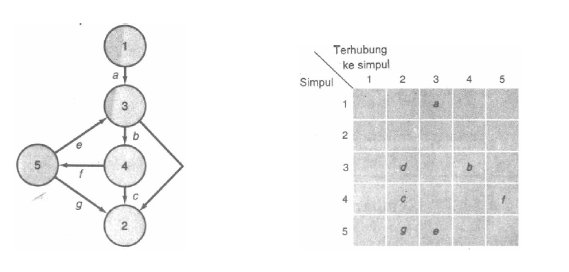 1
a
3
b
e
5
4
f
c
g
2
Terhubung
ke simpul
Simpul
1 2 3 4 5
1 a
2
3 d b
4 c f
5 g e